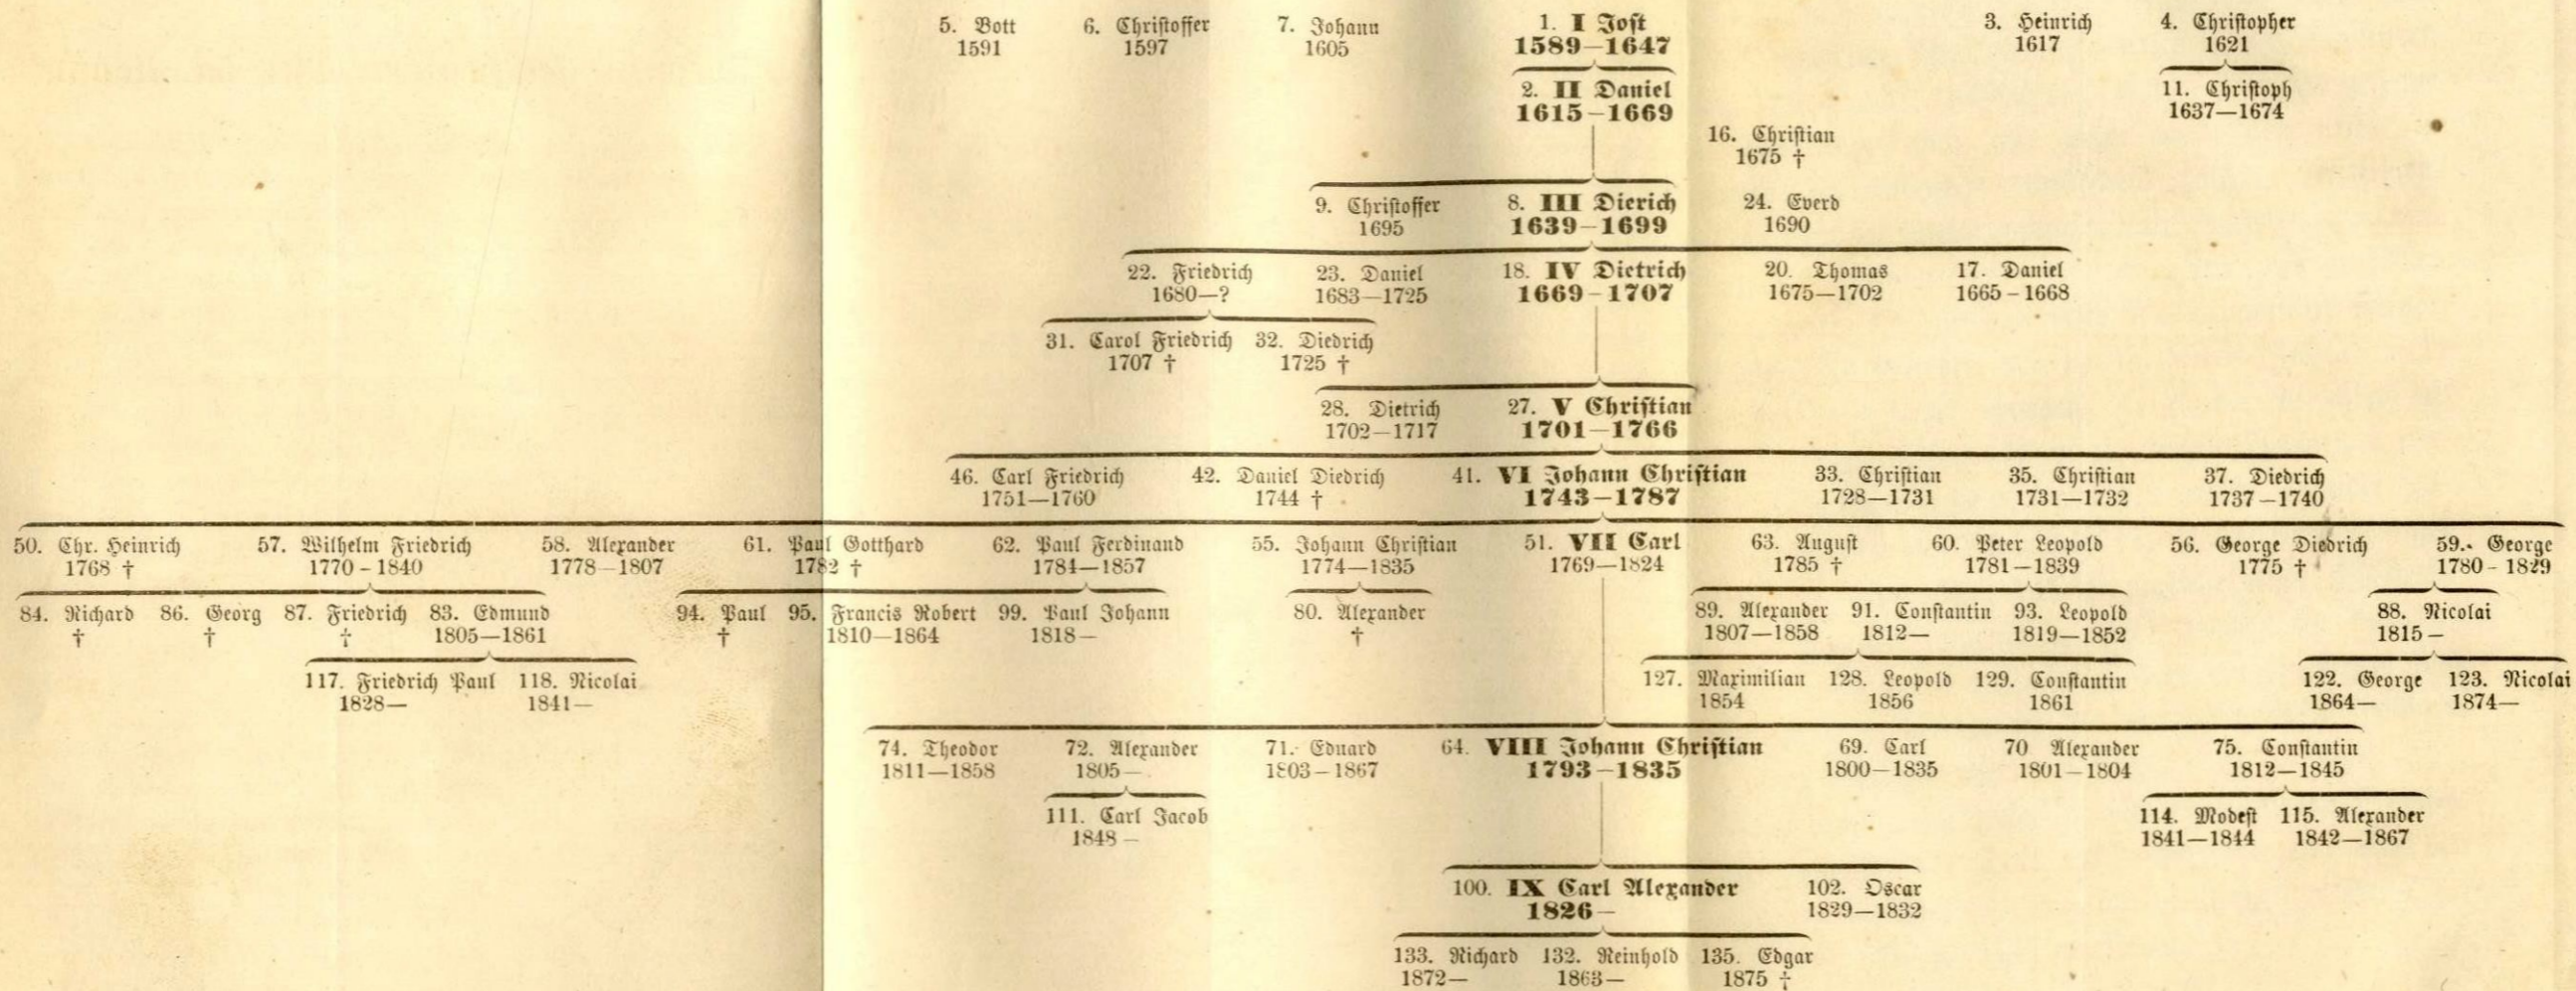 5. Bott 6. Christoffer 7. Johann 1. I Jost 3. Heinrich 4. Christopher
1591 1597 1605 1589–1647 1617 1621
2. II Daniel 11. Christoph
1615–1669 1637—1674
16. Christian
1675 †
9. Christoffer 8. III Dierich 24. Everd
1695 1639–1699 1690
22. Friedrich 23. Daniel 18. IV Dietrich 20. Thomas 17. Daniel
1680—? 1683—1725 1669–1707 1675—1702 1665–1668
31. Carol Friedrich 32. Diedrich
1707 † 1725 †
28. Dietrich 27. V Christian
1702—1717 1701–1766
46. Carl Friedrich 42. Daniel Diedrich 41. VI Johann Christian 33. Christian 35. Christian 37. Diedrich
1751—1760 1744 † 1743–1787 1728—1731 1731—1732 1737—1740
50. Chr. Heinrich 57. Wilhelm Friedrich 58. Alexander 61. Paul Gotthard 62. Paul Ferdinand 55. Johann Christian 51. VII Carl 63. August 60. Peter Leopold 56. George Diedrich 59. George
1768 † 1770–1840 1778—1807 1782 † 1784—1857 1774—1835 1769—1824 1785 † 1781—1839 1775 † 1780–1829
84. Richard 86. Georg 87. Friedrich 83. Edmund 94. Paul 95. Francis Robert 99. Paul Johann 80. Alexander 89. Alexander 91. Constantin 93. Leopold 88. Nicolai
† † † 1805—1861 † 1810—1864 1818— † 1807—1858 1812— 1819—1852 1815—
117. Friedrich Paul 118. Nicolai 127. Maximilian 128. Leopold 129. Constantin 122. George 123. Nicolai
1828— 1841— 1854 1856 1861 1864— 1874—
74. Theodor 72. Alexander 71. Eduard 64. VIII Johann Christian 69. Carl 70 Alexander 75. Constantin
1811—1858 1805— 1803–1867 1793–1835 1800—1835 1801—1804 1812—1845
111. Carl Jacob 114. Modest 115. Alexander
1848— 1841—1844 1842—1867
100. IX Carl Alexander 102. Oscar
1826— 1829—1832
133. Richard 132. Reinhold 135. Edgar
1872— 1863— 1875 †